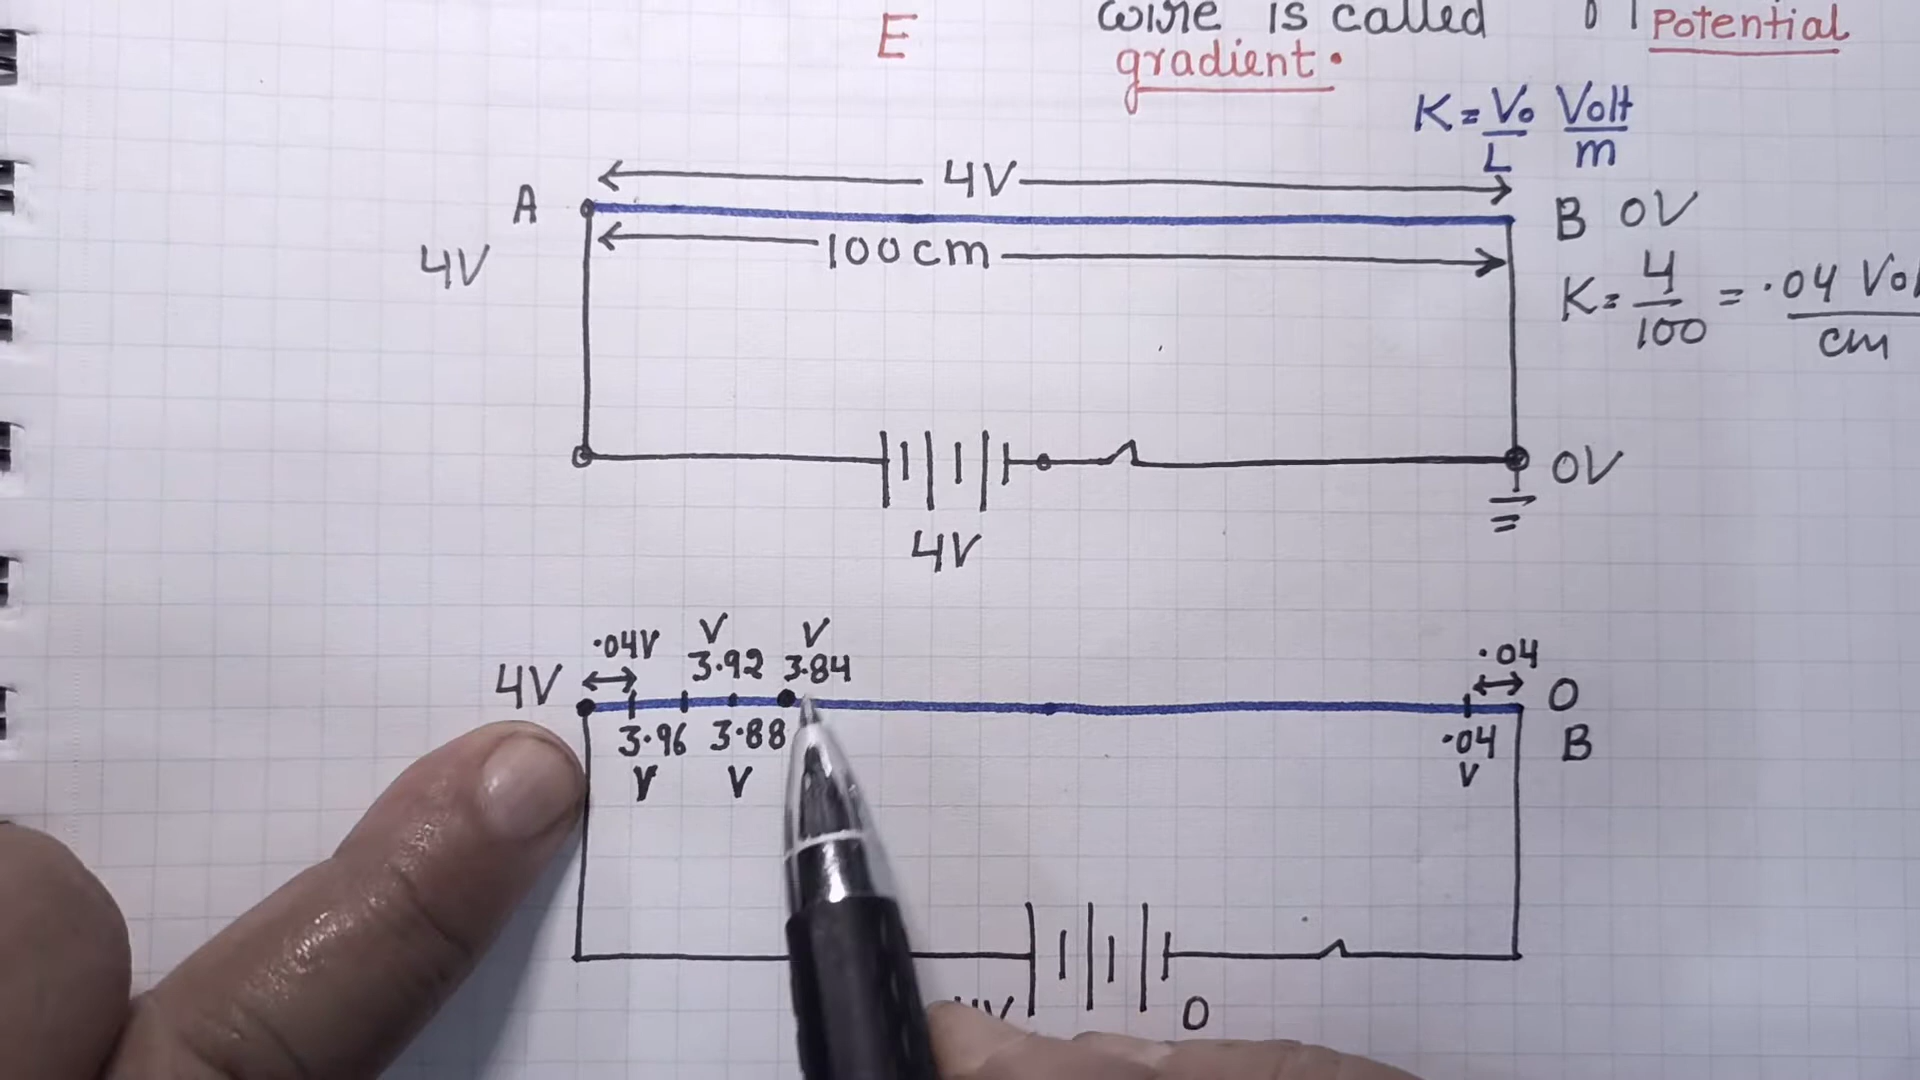 E
wire is called
Potential
gradient.
K = Vo/L Volt/m
4V
A
B 0V
100cm
4V
K = 4/100 = .04 Vol/cm
0V
4V
.04V
V
3.92
V
3.84
4V
.04
0
3.96
V
3.88
V
.04
V
B
0